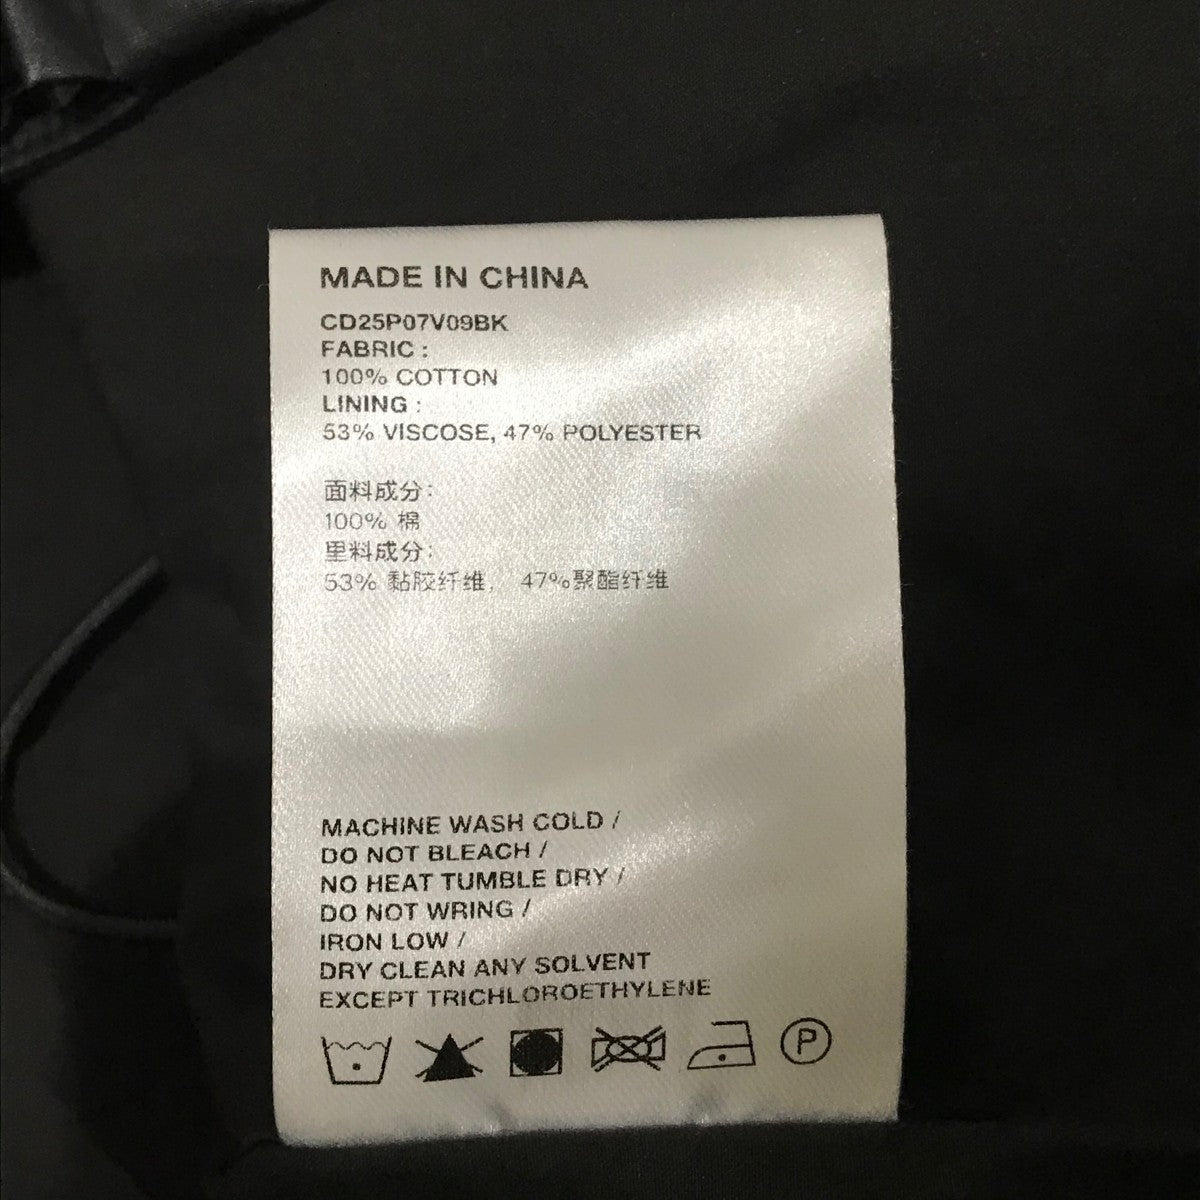 MADE IN CHINA
CD25P07V09BK
FABRIC :
100% COTTON
LINING :
53% VISCOSE, 47% POLYESTER
面料成分:
100% 棉
里料成分:
53% 黏胶纤维, 47%聚酯纤维
MACHINE WASH COLD /
DO NOT BLEACH /
NO HEAT TUMBLE DRY /
DO NOT WRING /
IRON LOW /
DRY CLEAN ANY SOLVENT
EXCEPT TRICHLOROETHYLENE
P